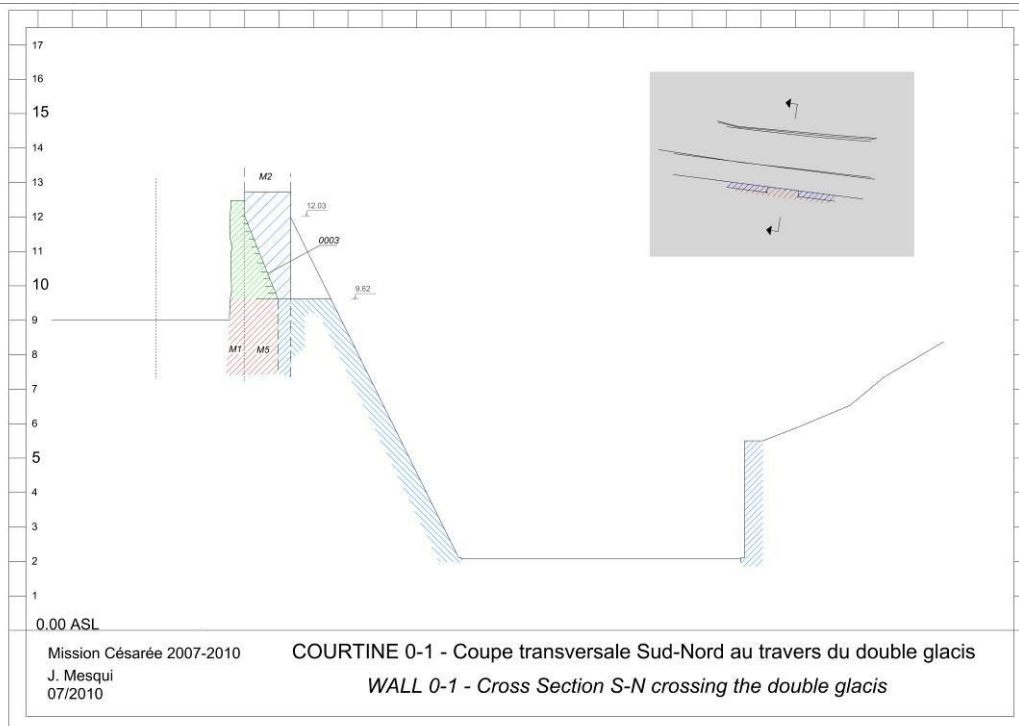 17
16
15
14
13
12
11
10
9
8
7
6
5
4
3
2
1
0.00 ASL
M2
12.03
0003
9.62
M1
M5
Mission Césarée 2007-2010
J. Mesqui
07/2010
COURTINE 0-1 - Coupe transversale Sud-Nord au travers du double glacis
WALL 0-1 - Cross Section S-N crossing the double glacis